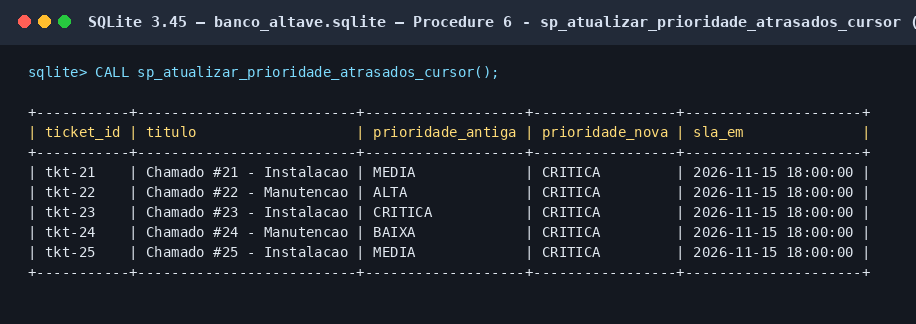 SQLite 3.45 — banco_altave.sqlite — Procedure 6 - sp_atualizar_prioridade_atrasados_cursor (
sqlite> CALL sp_atualizar_prioridade_atrasados_cursor();
+-----------+--------------------------+-------------------+-----------------+---------------------+
| ticket_id | titulo                   | prioridade_antiga | prioridade_nova | sla_em              |
+-----------+--------------------------+-------------------+-----------------+---------------------+
| tkt-21    | Chamado #21 - Instalacao | MEDIA             | CRITICA         | 2026-11-15 18:00:00 |
| tkt-22    | Chamado #22 - Manutencao | ALTA              | CRITICA         | 2026-11-15 18:00:00 |
| tkt-23    | Chamado #23 - Instalacao | CRITICA           | CRITICA         | 2026-11-15 18:00:00 |
| tkt-24    | Chamado #24 - Manutencao | BAIXA             | CRITICA         | 2026-11-15 18:00:00 |
| tkt-25    | Chamado #25 - Instalacao | MEDIA             | CRITICA         | 2026-11-15 18:00:00 |
+-----------+--------------------------+-------------------+-----------------+---------------------+